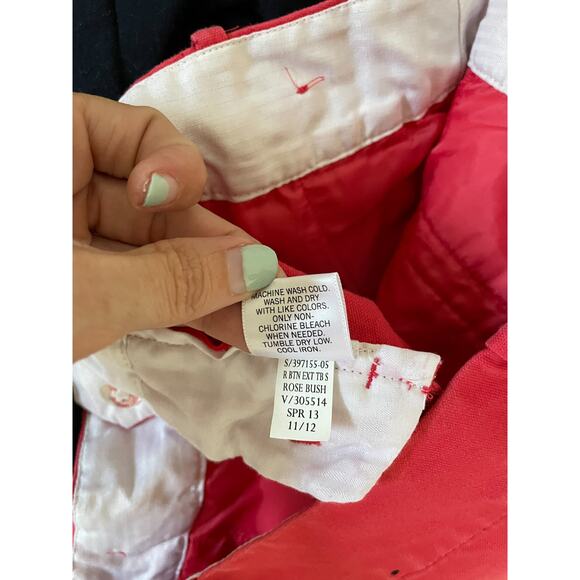 MACHINE WASH COLD.
WASH AND DRY
WITH LIKE COLORS.
ONLY NON-
CHLORINE BLEACH
WHEN NEEDED.
TUMBLE DRY LOW.
COOL IRON.
S/397155-05
R BTN EXT TB S
ROSE BUSH
V/305514
SPR 13
11/12